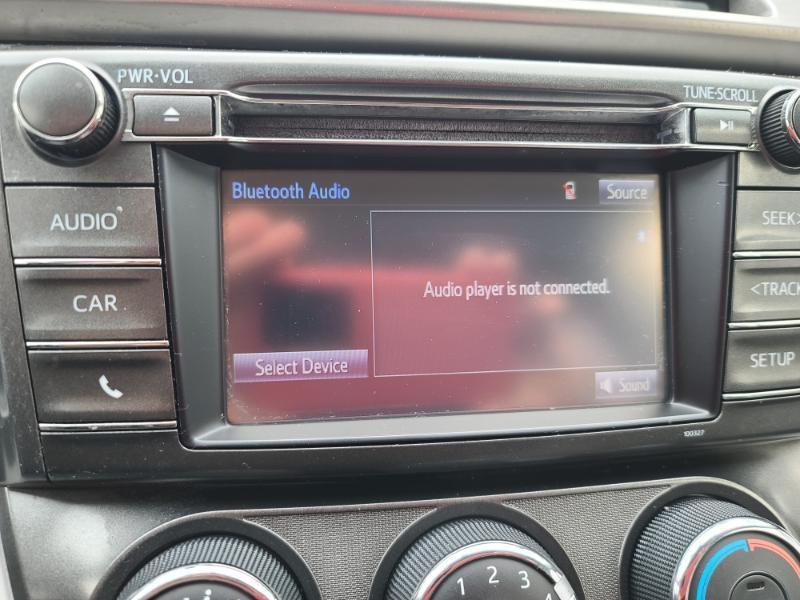 PWR·VOL
TUNE·SCROLL
AUDIO
CAR
Bluetooth Audio
Source
Audio player is not connected.
Select Device
Sound
SEEK>
<TRACK
SETUP
100327
1 2 3 4